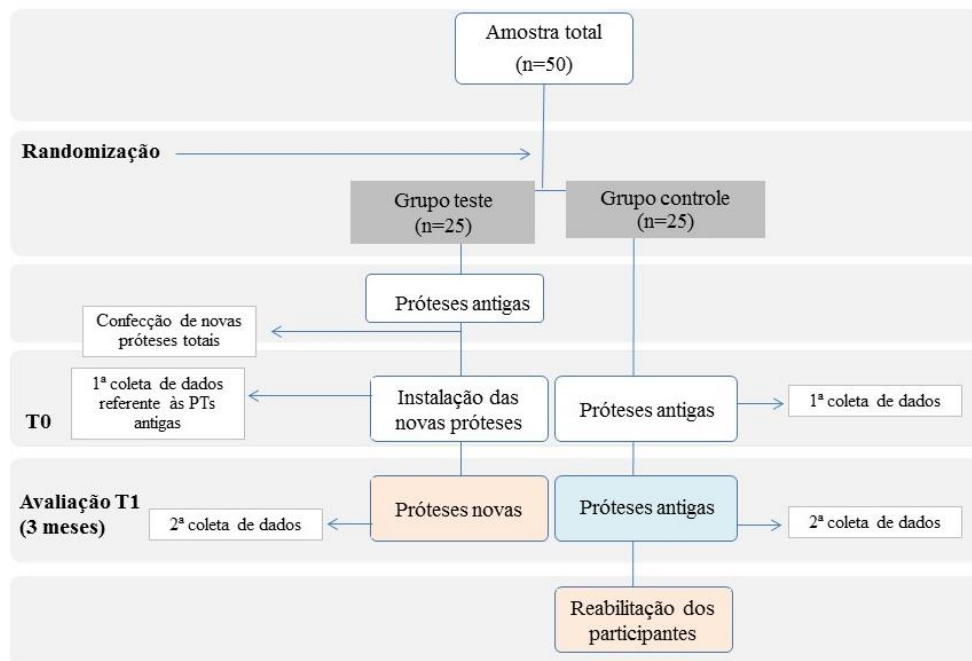 Amostra total
(n=50)
Randomização
Grupo teste
(n=25)
Grupo controle
(n=25)
Próteses antigas
Confecção de novas
próteses totais
T0
1ª coleta de dados
referente às PTs
antigas
Instalação das
novas próteses
Próteses antigas
1ª coleta de dados
Avaliação T1
(3 meses)
2ª coleta de dados
Próteses novas
Próteses antigas
2ª coleta de dados
Reabilitação dos
participantes